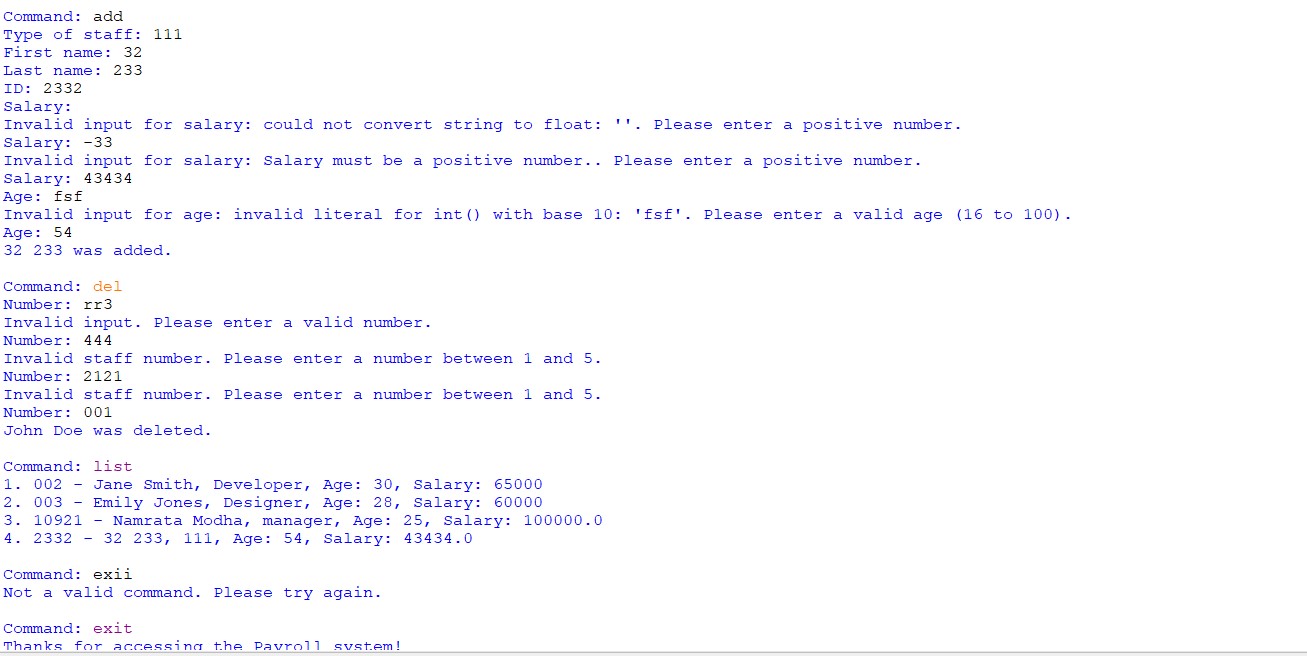 Command: add
Type of staff: 111
First name: 32
Last name: 233
ID: 2332
Salary:
Invalid input for salary: could not convert string to float: ''. Please enter a positive number.
Salary: -33
Invalid input for salary: Salary must be a positive number.. Please enter a positive number.
Salary: 43434
Age: fsf
Invalid input for age: invalid literal for int() with base 10: 'fsf'. Please enter a valid age (16 to 100).
Age: 54
32 233 was added.

Command: del
Number: rr3
Invalid input. Please enter a valid number.
Number: 444
Invalid staff number. Please enter a number between 1 and 5.
Number: 2121
Invalid staff number. Please enter a number between 1 and 5.
Number: 001
John Doe was deleted.

Command: list
1. 002 - Jane Smith, Developer, Age: 30, Salary: 65000
2. 003 - Emily Jones, Designer, Age: 28, Salary: 60000
3. 10921 - Namrata Modha, manager, Age: 25, Salary: 100000.0
4. 2332 - 32 233, 111, Age: 54, Salary: 43434.0

Command: exii
Not a valid command. Please try again.

Command: exit
Thanks for accessing the Payroll system!